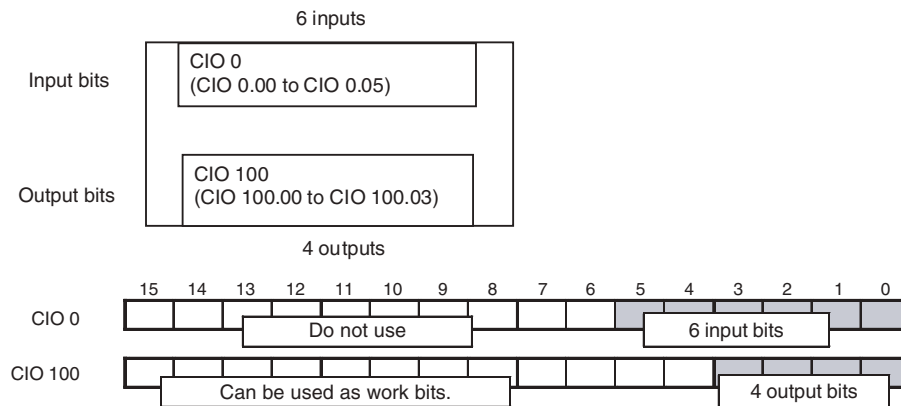 6 inputs
Input bits
CIO 0
(CIO 0.00 to CIO 0.05)
Output bits
CIO 100
(CIO 100.00 to CIO 100.03)
4 outputs
15 14 13 12 11 10 9 8 7 6 5 4 3 2 1 0
CIO 0
Do not use
6 input bits
CIO 100
Can be used as work bits.
4 output bits